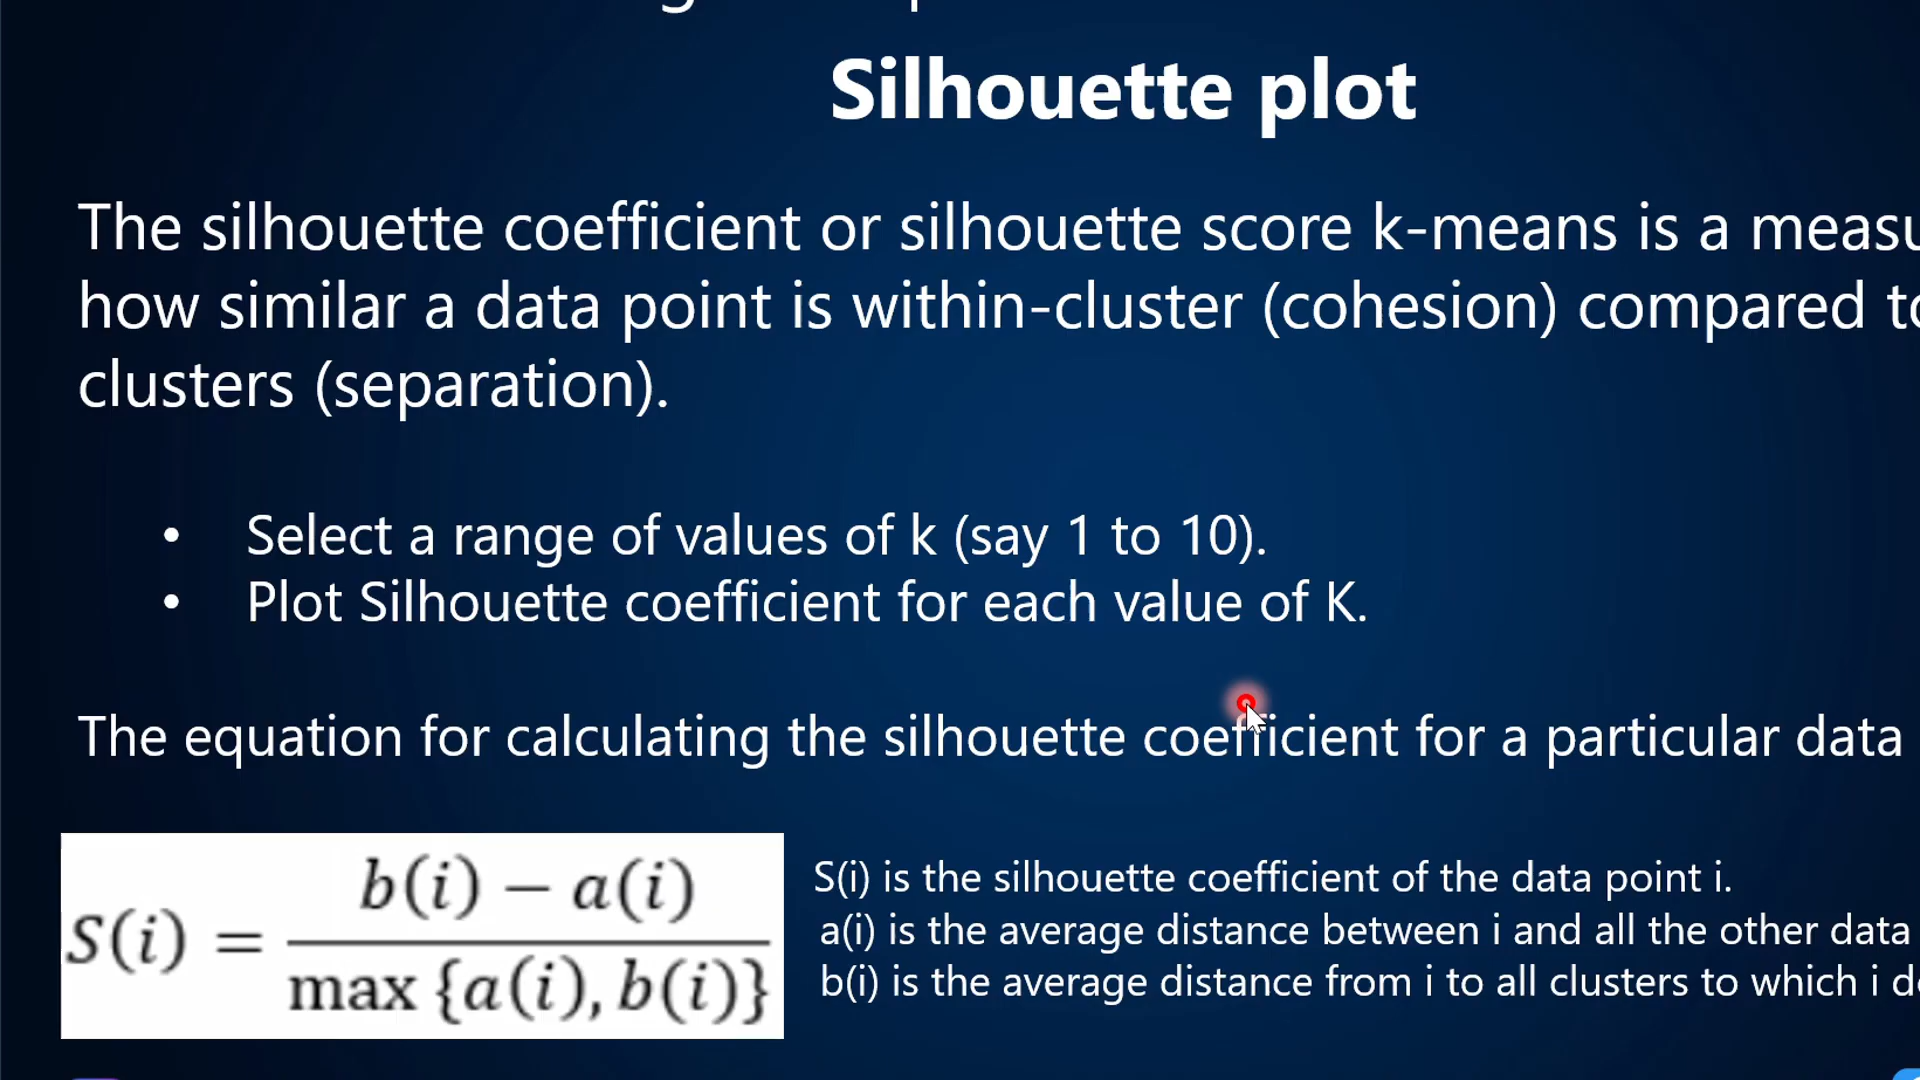 Silhouette plot
The silhouette coefficient or silhouette score k-means is a
how similar a data point is within-cluster (cohesion) compared
clusters (separation).
• Select a range of values of k (say 1 to 10).
• Plot Silhouette coefficient for each value of K.
The equation for calculating the silhouette coefficient for a particular data
S(i) = b(i) − a(i) / max {a(i), b(i)}
S(i) is the silhouette coefficient of the data point i.
a(i) is the average distance between i and all the other data
b(i) is the average distance from i to all clusters to which i